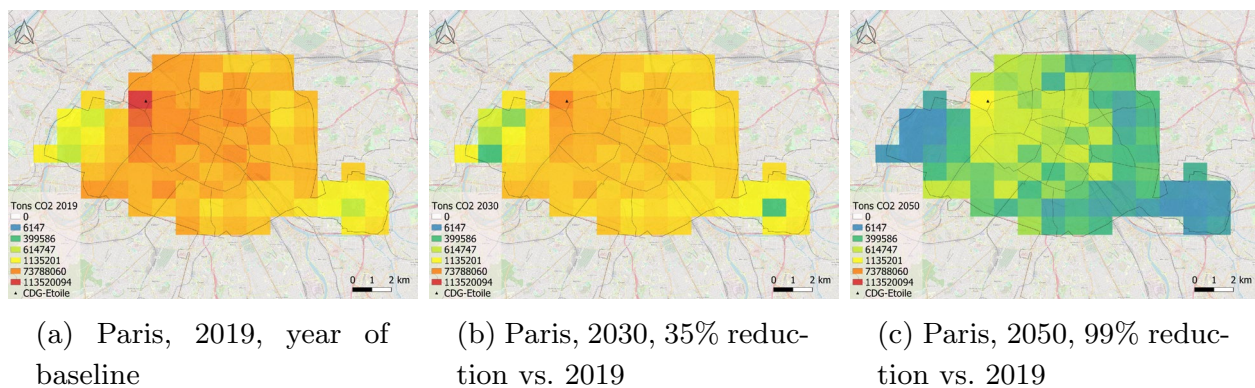 Tons CO2 2019
0
6147
399586
614747
1135201
73788060
113520094
CDG-Etoile
0 1 2 km
Tons CO2 2030
0
6147
399586
614747
1135201
73788060
113520094
CDG-Etoile
0 1 2 km
Tons CO2 2050
0
6147
399586
614747
1135201
73788060
113520094
CDG-Etoile
0 1 2 km
(a) Paris, 2019, year of
baseline
(b) Paris, 2030, 35% reduc-
tion vs. 2019
(c) Paris, 2050, 99% reduc-
tion vs. 2019